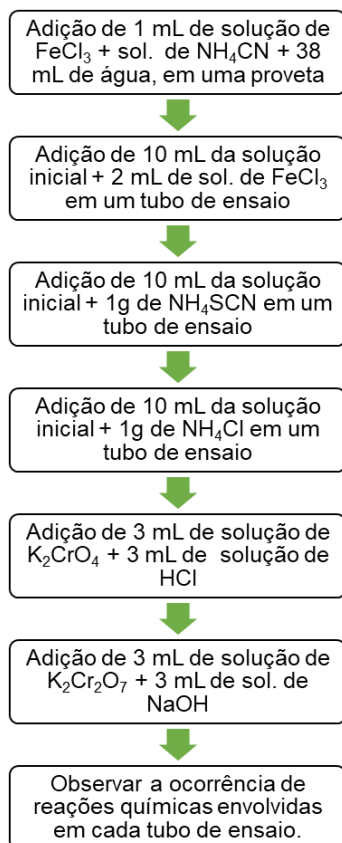 Adição de 1 mL de solução de
FeCl₃ + sol. de NH₄CN + 38
mL de água, em uma proveta
Adição de 10 mL da solução
inicial + 2 mL de sol. de FeCl₃
em um tubo de ensaio
Adição de 10 mL da solução
inicial + 1g de NH₄SCN em um
tubo de ensaio
Adição de 10 mL da solução
inicial + 1g de NH₄Cl em um
tubo de ensaio
Adição de 3 mL de solução de
K₂CrO₄ + 3 mL de solução de
HCl
Adição de 3 mL de solução de
K₂Cr₂O₇ + 3 mL de sol. de
NaOH
Observar a ocorrência de
reações químicas envolvidas
em cada tubo de ensaio.